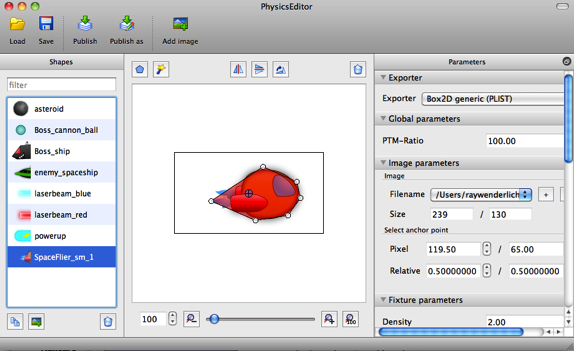 PhysicsEditor
Load Save Publish Publish as Add image
Shapes
Parameters
filter
asteroid
Boss_cannon_ball
Boss_ship
enemy_spaceship
laserbeam_blue
laserbeam_red
powerup
SpaceFlier_sm_1
100
100
Exporter
Exporter Box2D generic (PLIST)
Global parameters
PTM-Ratio 100.00
Image parameters
Image
Filename /Users/raywenderlich +
Size 239 / 130
Select anchor point
Pixel 119.50 / 65.00
Relative 0.50000000 / 0.50000000
Fixture parameters
Density 2.00